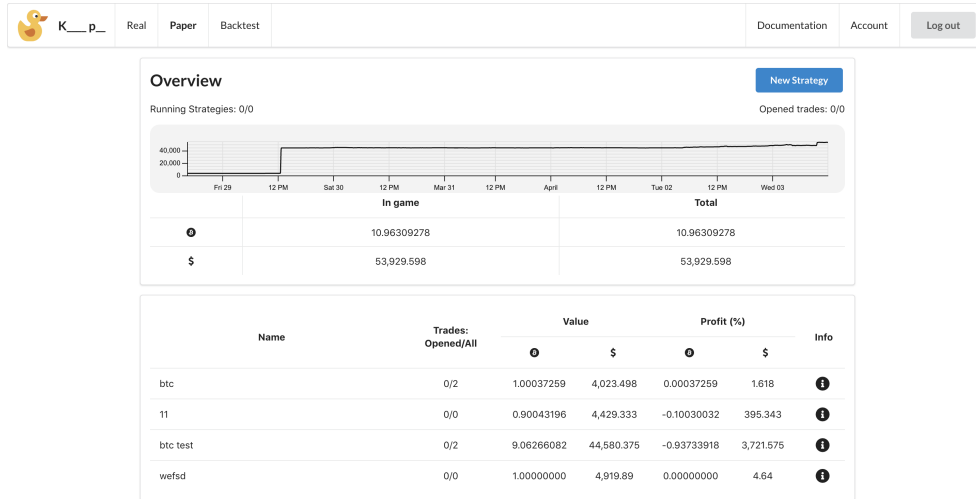 K___p_ Real Paper Backtest Documentation Account Log out
Overview New Strategy
Running Strategies: 0/0 Opened trades: 0/0
40,000
20,000
0
Fri 29 12 PM Sat 30 12 PM Mar 31 12 PM April 12 PM Tue 02 12 PM Wed 03
In game Total
10.96309278 10.96309278
$ 53,929.598 53,929.598
Name Trades: Opened/All Value Profit (%) Info
$ $
btc 0/2 1.00037259 4,023.498 0.00037259 1.618
11 0/0 0.90043196 4,429.333 -0.10030032 395.343
btc test 0/2 9.06266082 44,580.375 -0.93733918 3,721.575
wefsd 0/0 1.00000000 4,919.89 0.00000000 4.64